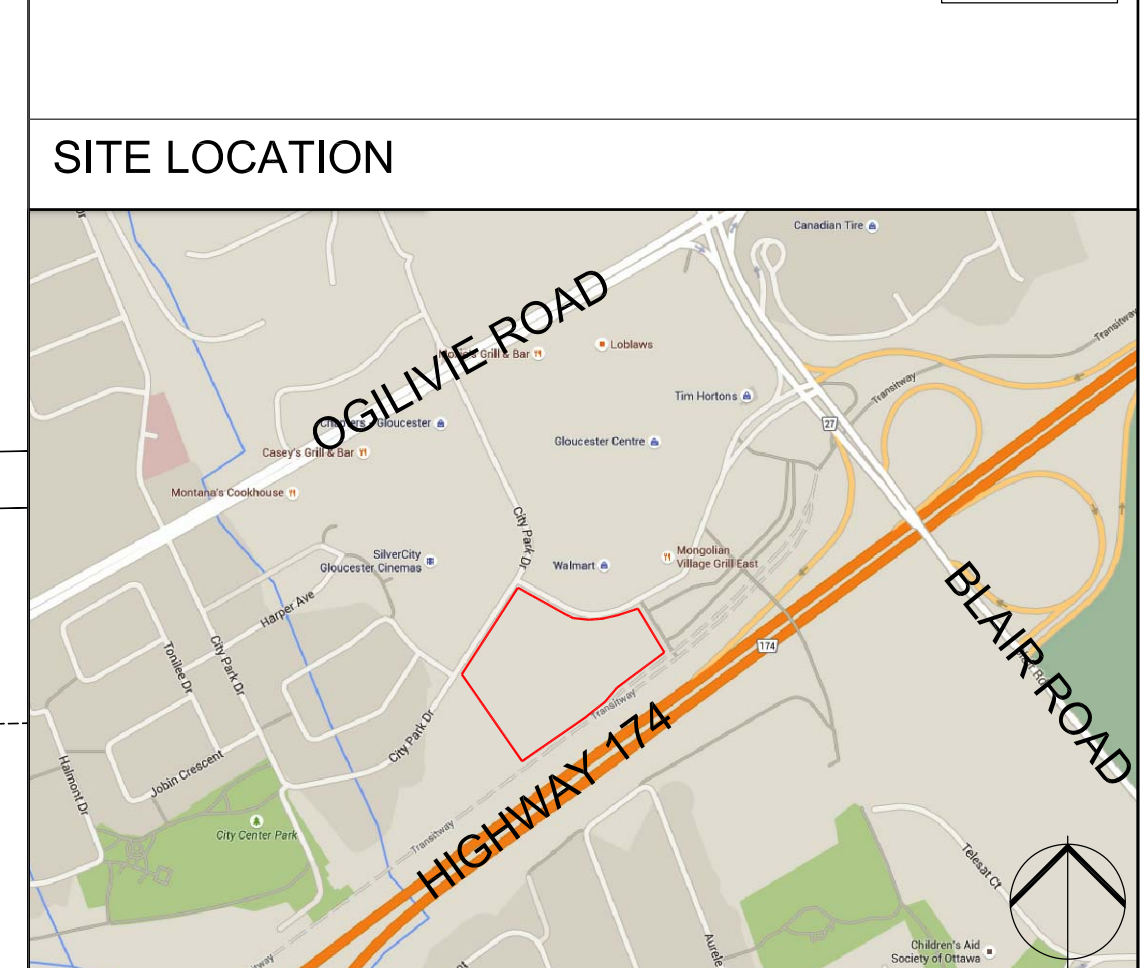 SITE LOCATION
Canadian Tire
OGILIVIE ROAD
Grill & Bar
Loblaws
Transitway
Transitway
Tim Hortons
27
Gloucester
Gloucester Centre
Casey's Grill & Bar
Montana's Cookhouse
City Park Dr
SilverCity
Gloucester Cinemas
Walmart
Mongolian
Village Grill East
BLAIR ROAD
Harper Ave
174
Tonilee Dr
City Park Dr
Transitway
HIGHWAY 174
City Park Dr
Halmont Dr
Jobin Crescent
City Center Park
Transitway
Telesat Ct
Aurele
Children's Aid
Society of Ottawa